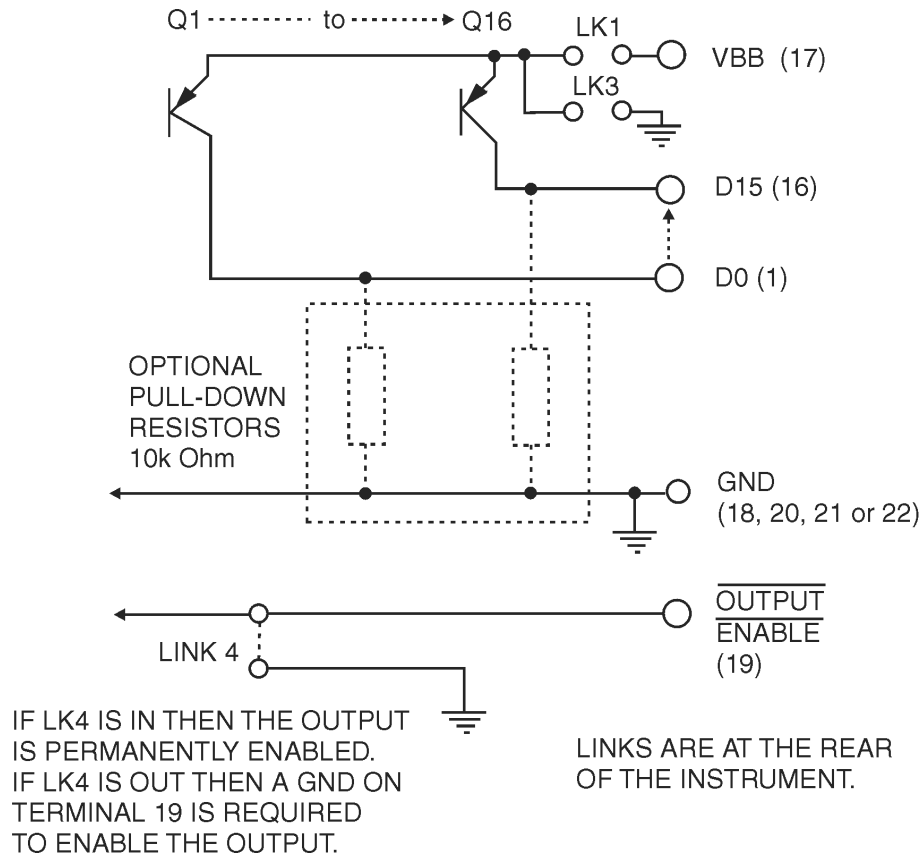 Q1 to Q16
LK1
VBB (17)
LK3
D15 (16)
D0 (1)
OPTIONAL
PULL-DOWN
RESISTORS
10k Ohm
GND
(18, 20, 21 or 22)
OUTPUT
ENABLE
(19)
LINK 4
IF LK4 IS IN THEN THE OUTPUT
IS PERMANENTLY ENABLED.
IF LK4 IS OUT THEN A GND ON
TERMINAL 19 IS REQUIRED
TO ENABLE THE OUTPUT.
LINKS ARE AT THE REAR
OF THE INSTRUMENT.